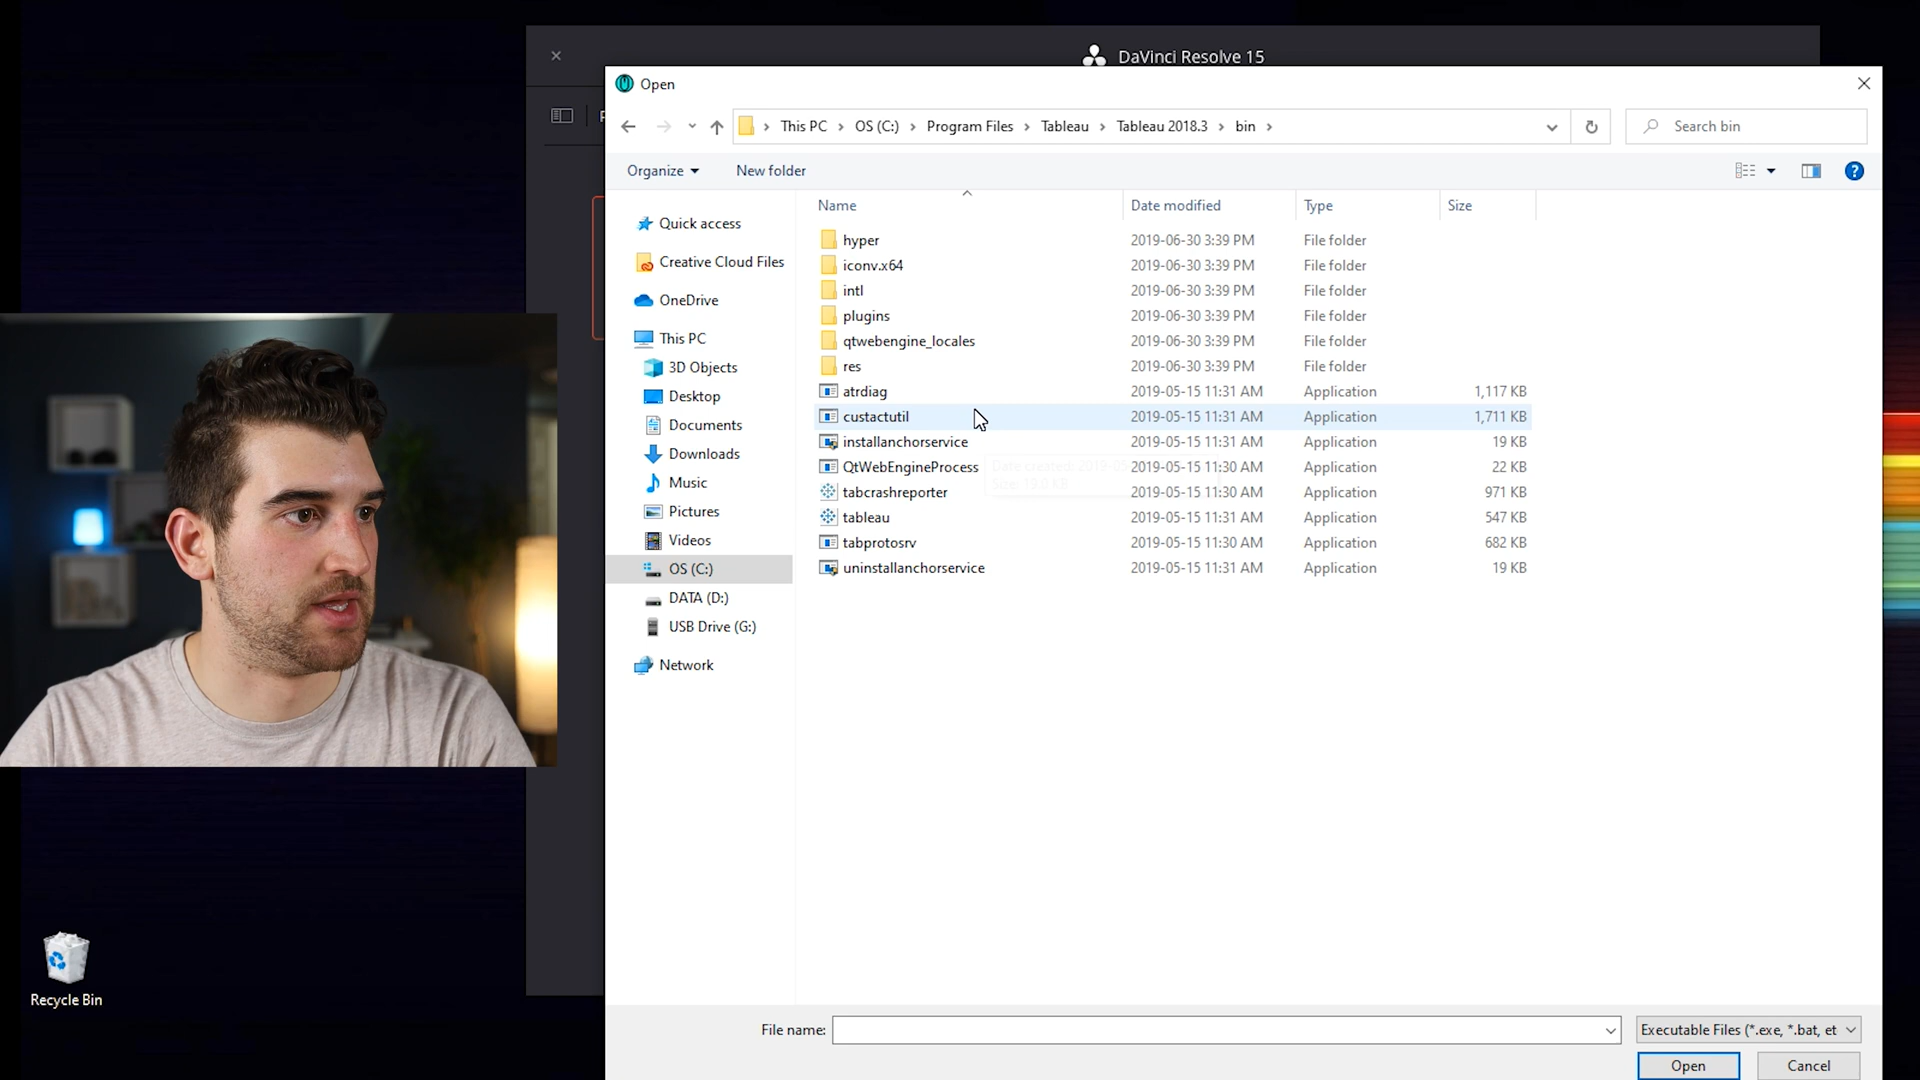 DaVinci Resolve 15
Open
This PC OS (C:) Program Files Tableau Tableau 2018.3 bin
Search bin
Organize New folder
Name Date modified Type Size
Quick access
Creative Cloud Files
OneDrive
This PC
3D Objects
Desktop
Documents
Downloads
Music
Pictures
Videos
OS (C:)
DATA (D:)
USB Drive (G:)
Network
hyper 2019-06-30 3:39 PM File folder
iconv.x64 2019-06-30 3:39 PM File folder
intl 2019-06-30 3:39 PM File folder
plugins 2019-06-30 3:39 PM File folder
qtwebengine_locales 2019-06-30 3:39 PM File folder
res 2019-06-30 3:39 PM File folder
atrdiag 2019-05-15 11:31 AM Application 1,117 KB
custactutil 2019-05-15 11:31 AM Application 1,711 KB
installanchorservice 2019-05-15 11:31 AM Application 19 KB
QtWebEngineProcess 2019-05-15 11:30 AM Application 22 KB
tabcrashreporter 2019-05-15 11:30 AM Application 971 KB
tableau 2019-05-15 11:31 AM Application 547 KB
tabprotosrv 2019-05-15 11:30 AM Application 682 KB
uninstallanchorservice 2019-05-15 11:31 AM Application 19 KB
File name:
Executable Files (*.exe, *.bat, et
Open Cancel
Recycle Bin